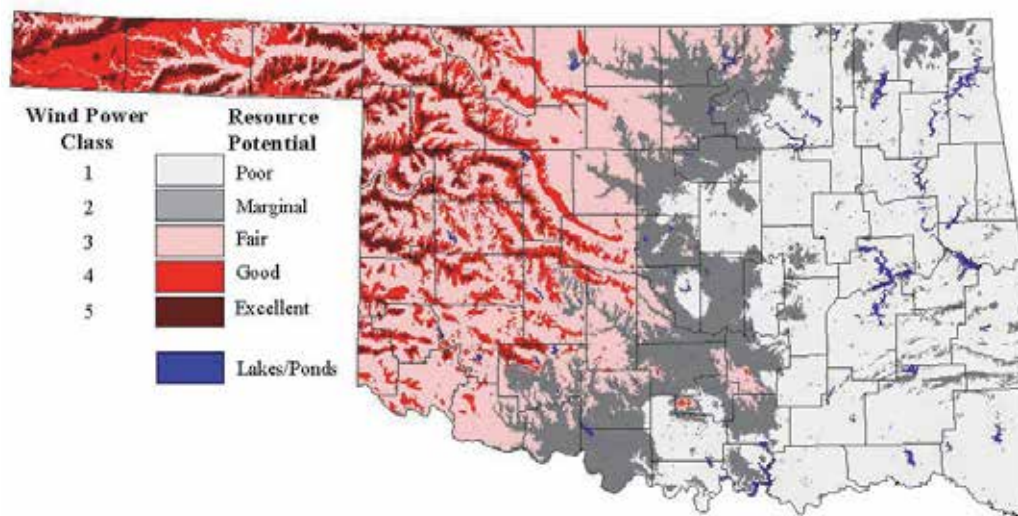 Wind Power Class
Resource Potential
1 Poor
2 Marginal
3 Fair
4 Good
5 Excellent
Lakes/Ponds